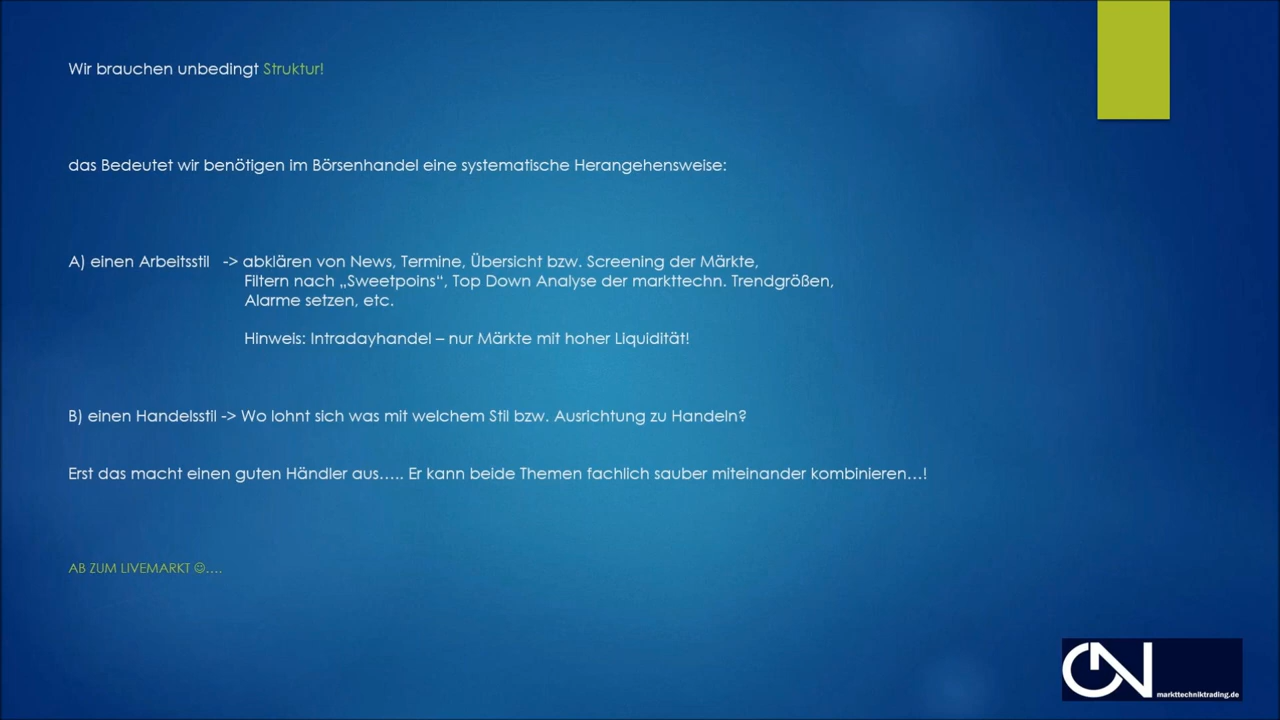 Wir brauchen unbedingt Struktur!
das Bedeutet wir benötigen im Börsenhandel eine systematische Herangehensweise:
A) einen Arbeitsstil -> abklären von News, Termine, Übersicht bzw. Screening der Märkte,
Filtern nach „Sweetpoins“, Top Down Analyse der markttechn. Trendgrößen,
Alarme setzen, etc.
Hinweis: Intradayhandel – nur Märkte mit hoher Liquidität!
B) einen Handelsstil -> Wo lohnt sich was mit welchem Stil bzw. Ausrichtung zu Handeln?
Erst das macht einen guten Händler aus….. Er kann beide Themen fachlich sauber miteinander kombinieren…!
AB ZUM LIVEMARKT ☺….
ON
markttechniktrading.de